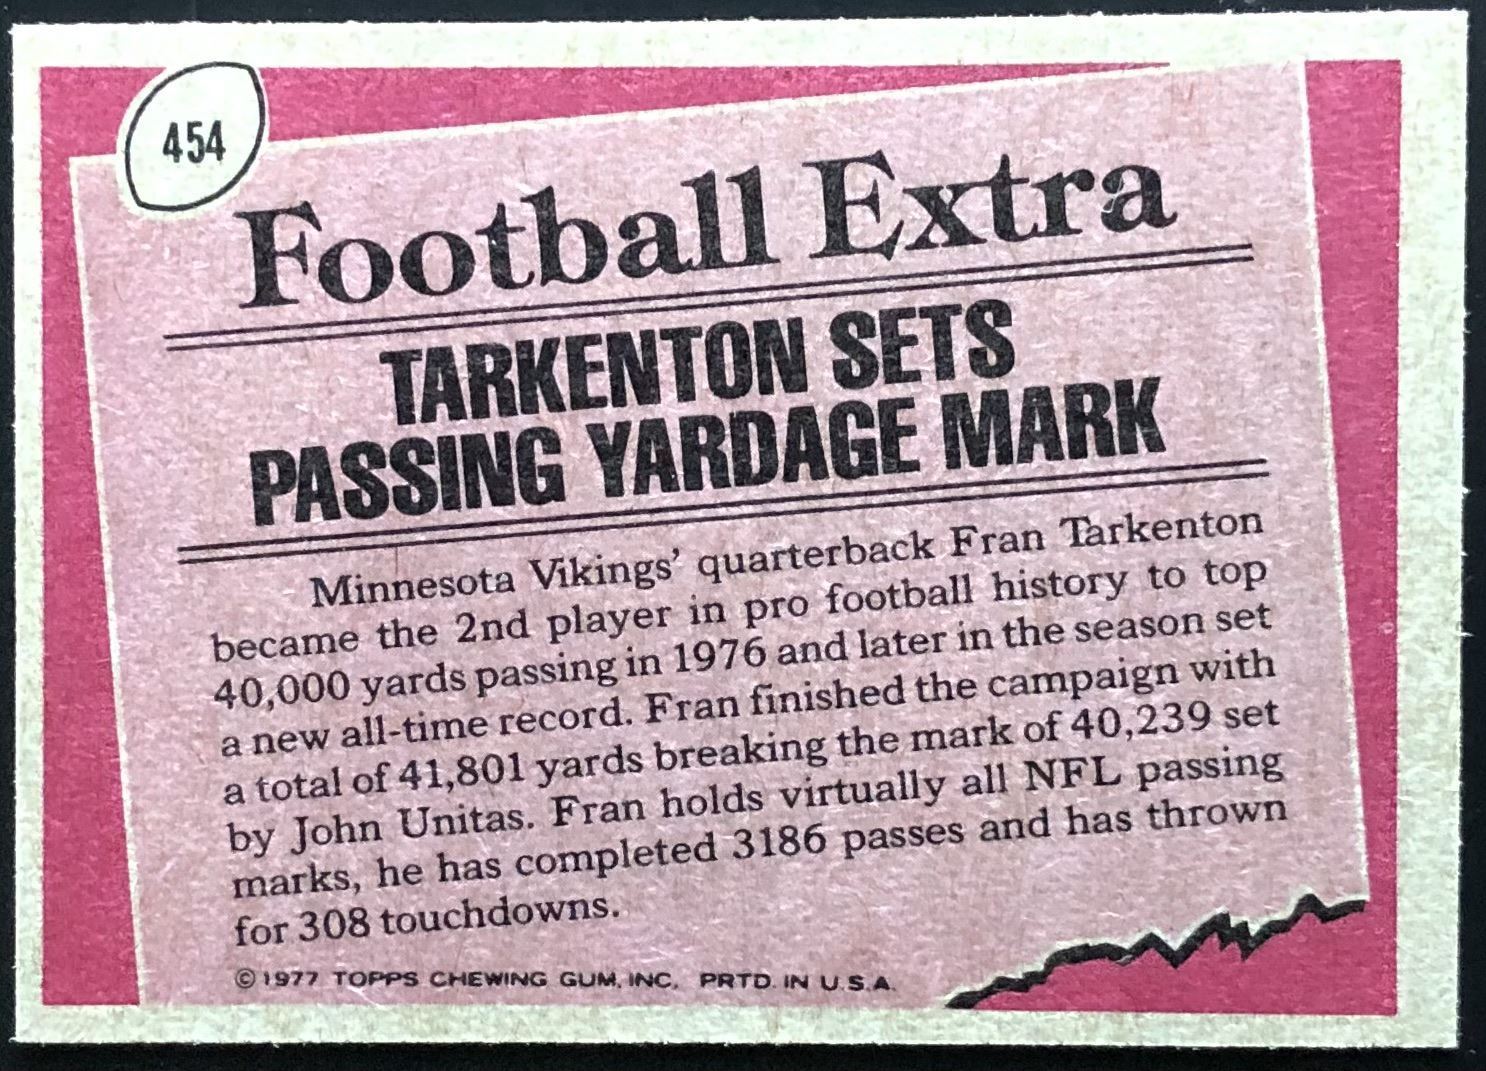 454
Football Extra
TARKENTON SETS
PASSING YARDAGE MARK
Minnesota Vikings' quarterback Fran Tarkenton
became the 2nd player in pro football history to top
40,000 yards passing in 1976 and later in the season set
a new all-time record. Fran finished the campaign with
a total of 41,801 yards breaking the mark of 40,239 set
by John Unitas. Fran holds virtually all NFL passing
marks, he has completed 3186 passes and has thrown
for 308 touchdowns.
©1977 TOPPS CHEWING GUM, INC. PRTD. IN U.S.A.